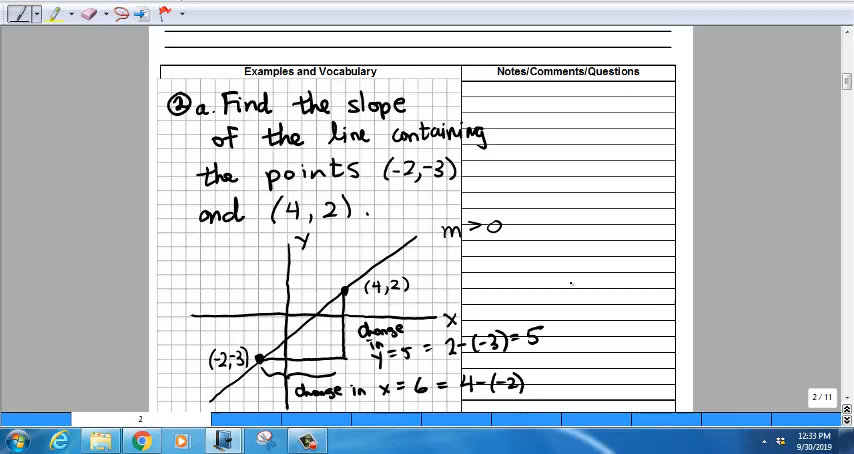 Examples and Vocabulary
Notes/Comments/Questions
② a. Find the slope
of the line containing
the points (-2,-3)
and (4, 2).
m > 0
Y
(4,2)
X
change
in
y = 5 = 2-(-3) = 5
(-2,-3)
change in x = 6 = 4-(-2)
2 / 11
2
12:33 PM
9/30/2019